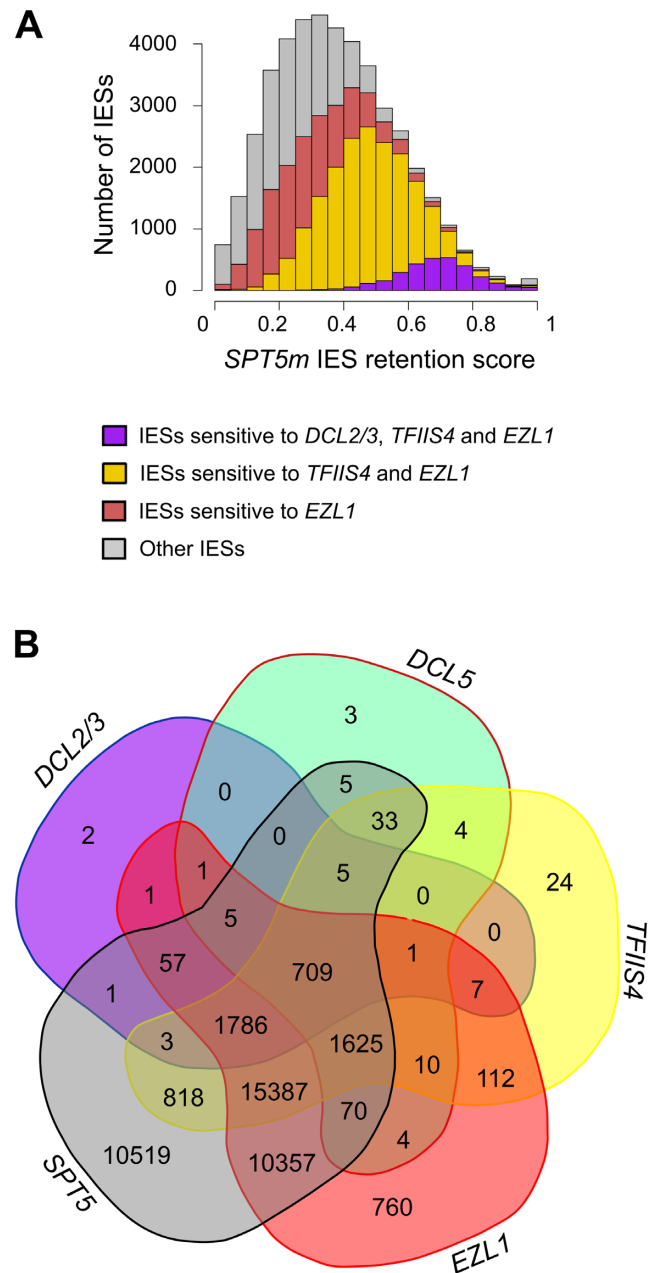 A
4000
3000
2000
1000
0
Number of IESs
0 0.2 0.4 0.6 0.8 1
SPT5m IES retention score
IESs sensitive to DCL2/3, TFIIS4 and EZL1
IESs sensitive to TFIIS4 and EZL1
IESs sensitive to EZL1
Other IESs
B
DCL5
DCL2/3
3
0
5
2
0
33
4
24
5
1
1
0
0
TFIIS4
5
57
709
1
7
1
1786
3
1625
10
112
818
15387
70
10519
10357
4
SPT5
760
EZL1